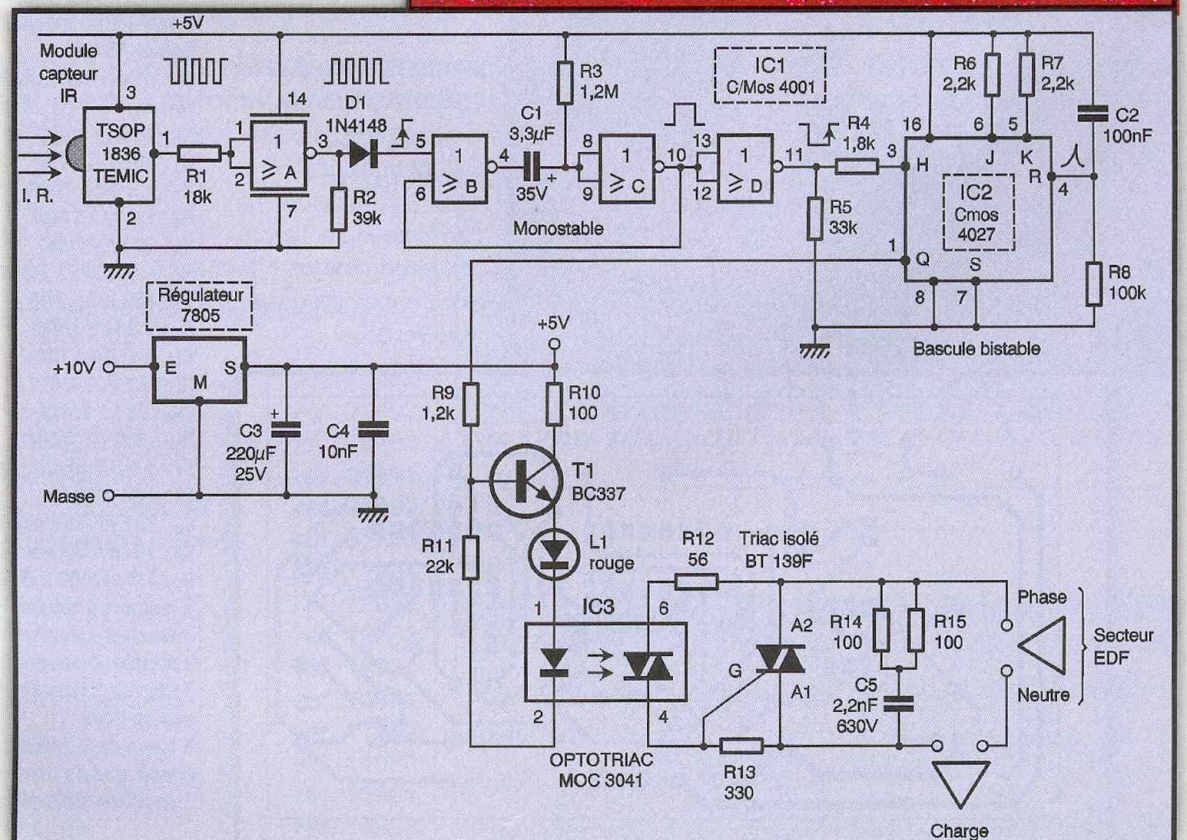 +5V
Module
capteur
IR
3
TSOP
1836
TEMIC
1
2
I. R.
R1
18k
1
2
14
1
≥ A
3
7
D1
1N4148
R2
39k
5
6
1
≥ B
4
C1
3,3µF
+
35V
R3
1,2M
8
9
1
≥ C
10
Monostable
IC1
C/Mos 4001
13
12
1
≥ D
11
R4
1,8k
R5
33k
3
H
16
R6
2,2k
R7
2,2k
6
5
J
K
R
4
IC2
Cmos
4027
1
Q
S
8
7
C2
100nF
R8
100k
Bascule bistable
Régulateur
7805
+10V
E
S
M
+
C3
220µF
25V
C4
10nF
Masse
+5V
R9
1,2k
R10
100
T1
BC337
R11
22k
L1
rouge
IC3
1
6
2
4
OPTOTRIAC
MOC 3041
R12
56
Triac isolé
BT 139F
A2
G
A1
R13
330
R14
100
R15
100
C5
2,2nF
630V
Phase
Neutre
Secteur
EDF
Charge